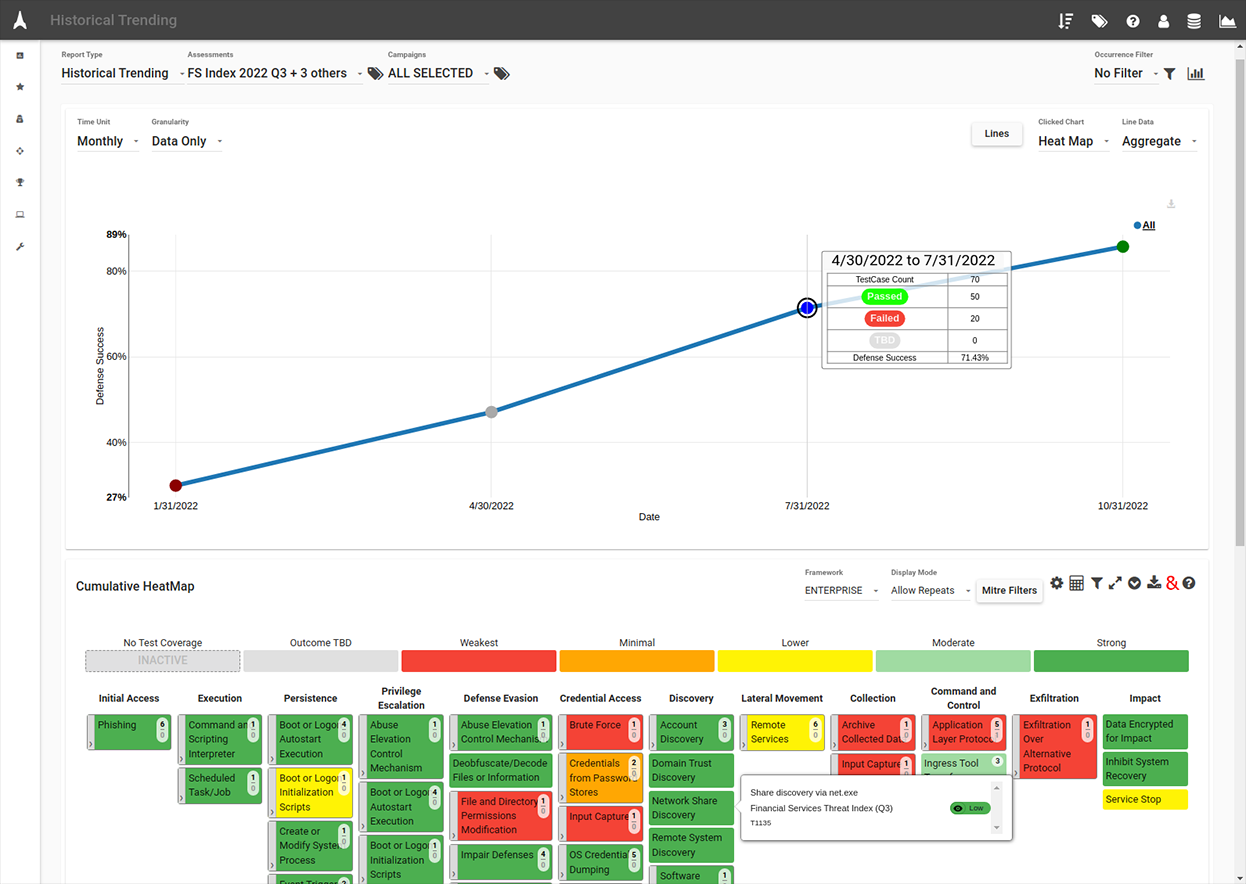 Historical Trending
Report Type
Assessments
Campaigns
Occurrence Filter
Historical Trending
FS Index 2022 Q3 + 3 others
ALL SELECTED
No Filter
Time Unit
Granularity
Clicked Chart
Line Data
Monthly
Data Only
Lines
Heat Map
Aggregate
All
89%
80%
60%
40%
27%
Defense Success
4/30/2022 to 7/31/2022
TestCase Count 70
Passed 50
Failed 20
TBD 0
Defense Success 71.43%
1/31/2022
4/30/2022
7/31/2022
10/31/2022
Date
Cumulative HeatMap
Framework
Display Mode
ENTERPRISE
Allow Repeats
Mitre Filters
&
No Test Coverage
Outcome TBD
Weakest
Minimal
Lower
Moderate
Strong
INACTIVE
Initial Access
Phishing
6
0
Execution
Command an
Scripting
Interpreter
1
0
Scheduled
Task/Job
1
0
Persistence
Boot or Logo
Autostart
Execution
4
0
Boot or Logo
Initialization
Scripts
1
0
Create or
Modify Syste
Process
1
0
Event Trigge
2
Privilege
Escalation
Abuse
Elevation
Control
Mechanism
1
0
Boot or Logo
Autostart
Execution
4
0
Boot or Logo
Initialization
Scripts
1
0
Defense Evasion
Abuse Elevation
Control Mechanis
1
0
Deobfuscate/Decode
Files or Information
File and Directory
Permissions
Modification
1
0
Impair Defenses
4
0
Credential Access
Brute Force
1
0
Credentials
from Passwor
Stores
2
0
Input Capture
1
0
OS Credentia
Dumping
5
0
Discovery
Account
Discovery
3
0
Domain Trust
Discovery
Network Share
Discovery
Remote System
Discovery
Software
1
Lateral Movement
Remote
Services
6
0
Collection
Archive
Collected Da
1
0
Input Capture
1
Command and
Control
Application
Layer Protoc
5
1
Ingress Tool
3
Exfiltration
Exfiltration
Over
Alternative
Protocol
1
0
Impact
Data Encrypted
for Impact
Inhibit System
Recovery
Service Stop
Share discovery via net.exe
Financial Services Threat Index (Q3)
Low
T1135